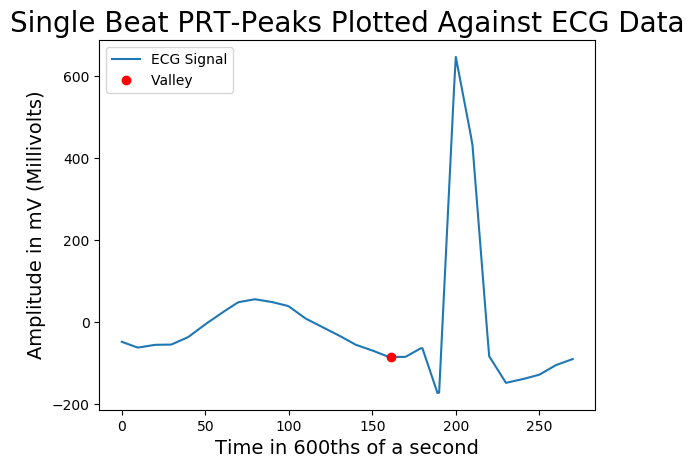 Single Beat PRT-Peaks Plotted Against ECG Data
ECG Signal
Valley
Amplitude in mV (Millivolts)
600
400
200
0
−200
0 50 100 150 200 250
Time in 600ths of a second